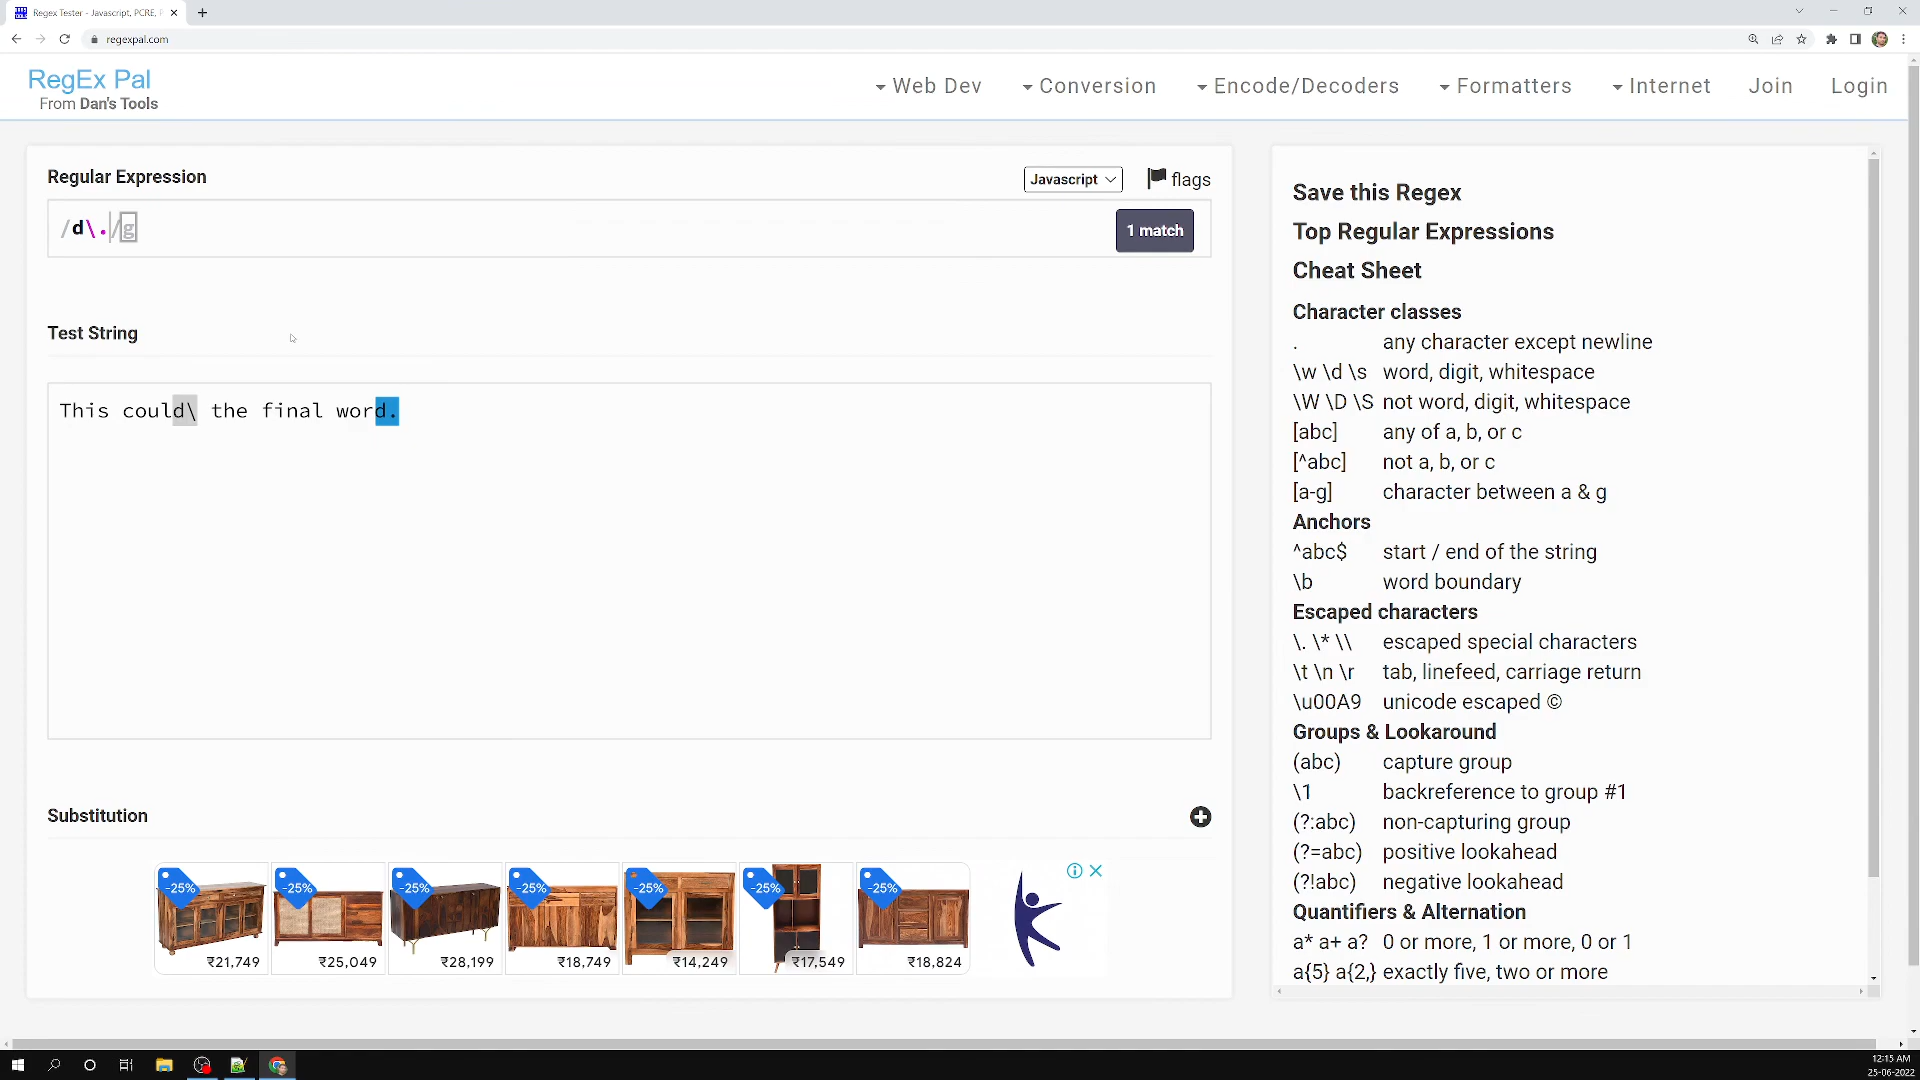 Regex Tester - Javascript, PCRE, P
regexpal.com
RegEx Pal
From Dan's Tools
Web Dev
Conversion
Encode/Decoders
Formatters
Internet
Join
Login
Regular Expression
Javascript
flags
/d\./g
1 match
Test String
This could\ the final word.
Substitution
-25%
-25%
-25%
-25%
-25%
-25%
-25%
₹21,749
₹25,049
₹28,199
₹18,749
₹14,249
₹17,549
₹18,824
Save this Regex
Top Regular Expressions
Cheat Sheet
Character classes
. any character except newline
\w \d \s word, digit, whitespace
\W \D \S not word, digit, whitespace
[abc] any of a, b, or c
[^abc] not a, b, or c
[a-g] character between a & g
Anchors
^abc$ start / end of the string
\b word boundary
Escaped characters
\. \* \\ escaped special characters
\t \n \r tab, linefeed, carriage return
\u00A9 unicode escaped ©
Groups & Lookaround
(abc) capture group
\1 backreference to group #1
(?:abc) non-capturing group
(?=abc) positive lookahead
(?!abc) negative lookahead
Quantifiers & Alternation
a* a+ a? 0 or more, 1 or more, 0 or 1
a{5} a{2,} exactly five, two or more
12:15 AM
25-06-2022